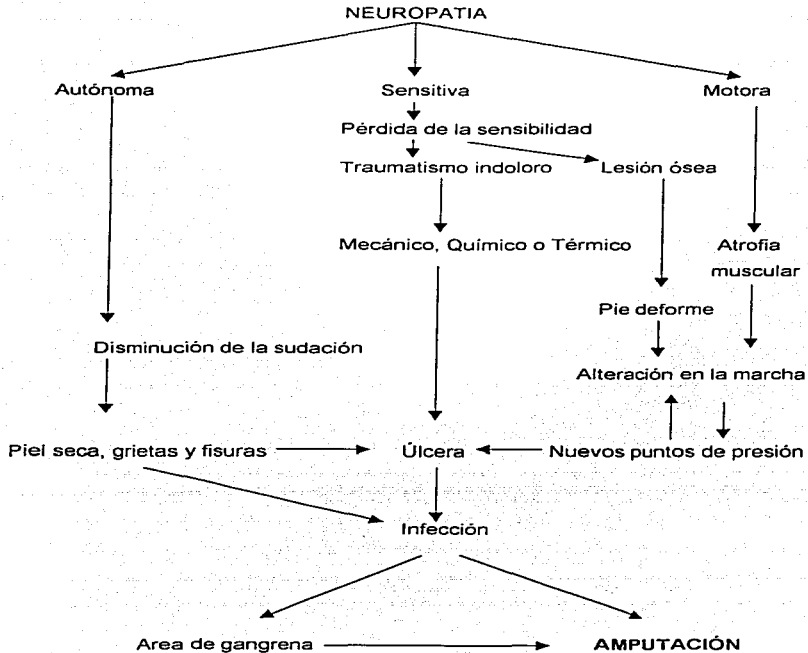 NEUROPATIA
Autónoma
Sensitiva
Motora
Pérdida de la sensibilidad
Traumatismo indoloro
Lesión ósea
Mecánico, Químico o Térmico
Atrofia
muscular
Pie deforme
Disminución de la sudación
Alteración en la marcha
Piel seca, grietas y fisuras
Úlcera
Nuevos puntos de presión
Infección
Area de gangrena
AMPUTACIÓN